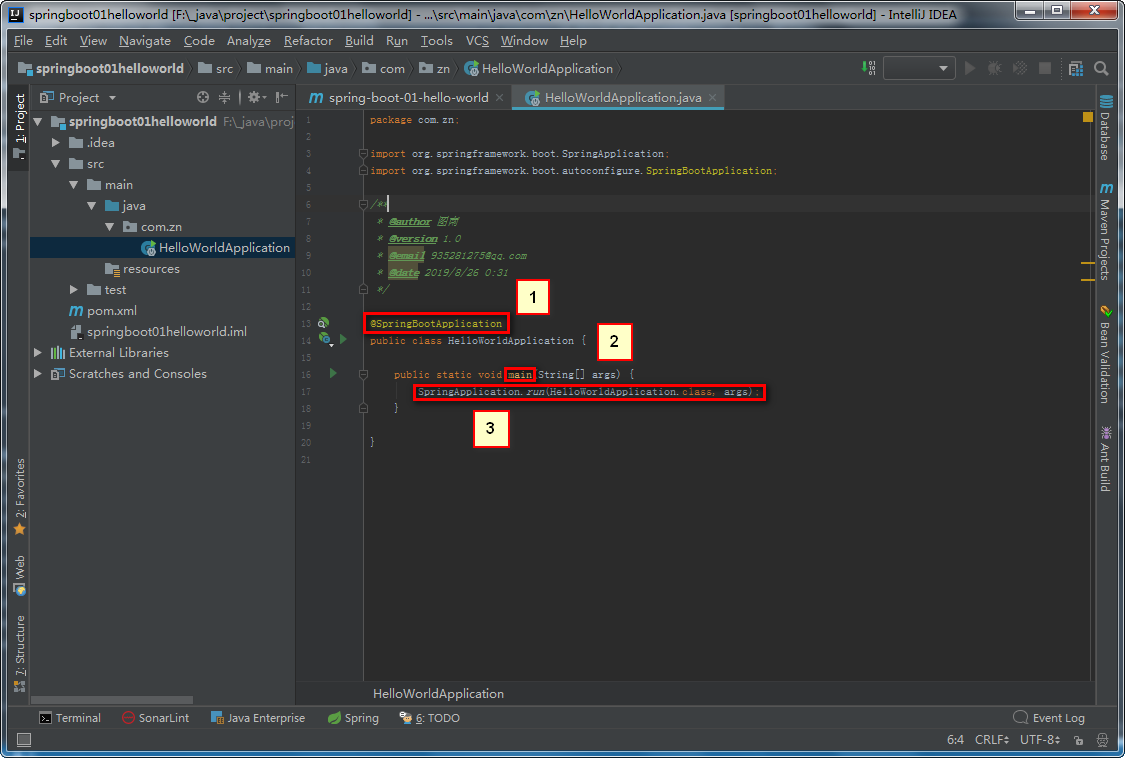 springboot01helloworld [F:\_java\project\springboot01helloworld] - ...\src\main\java\com\zn\HelloWorldApplication.java [springboot01helloworld] - IntelliJ IDEA
File Edit View Navigate Code Analyze Refactor Build Run Tools VCS Window Help
springboot01helloworld src main java com zn HelloWorldApplication
Project
spring-boot-01-hello-world HelloWorldApplication.java
1: Project
2: Favorites
Web
7: Structure
springboot01helloworld F:\_java\proj
.idea
src
main
java
com.zn
HelloWorldApplication
resources
test
pom.xml
springboot01helloworld.iml
External Libraries
Scratches and Consoles
1 package com.zn;
2
3 import org.springframework.boot.SpringApplication;
4 import org.springframework.boot.autoconfigure.SpringBootApplication;
5
6 /**
7 * @author
8 * @version 1.0
9 * @email 935281275@qq.com
10 * @date 2019/8/26 0:31
11 */
12
1
13 @SpringBootApplication
14 public class HelloWorldApplication {
2
15
16 public static void main(String[] args) {
17 SpringApplication.run(HelloWorldApplication.class, args);
18 }
3
19
20 }
21
Database
Maven Projects
Bean Validation
Ant Build
HelloWorldApplication
Terminal SonarLint Java Enterprise Spring 6: TODO Event Log
6:4 CRLF UTF-8